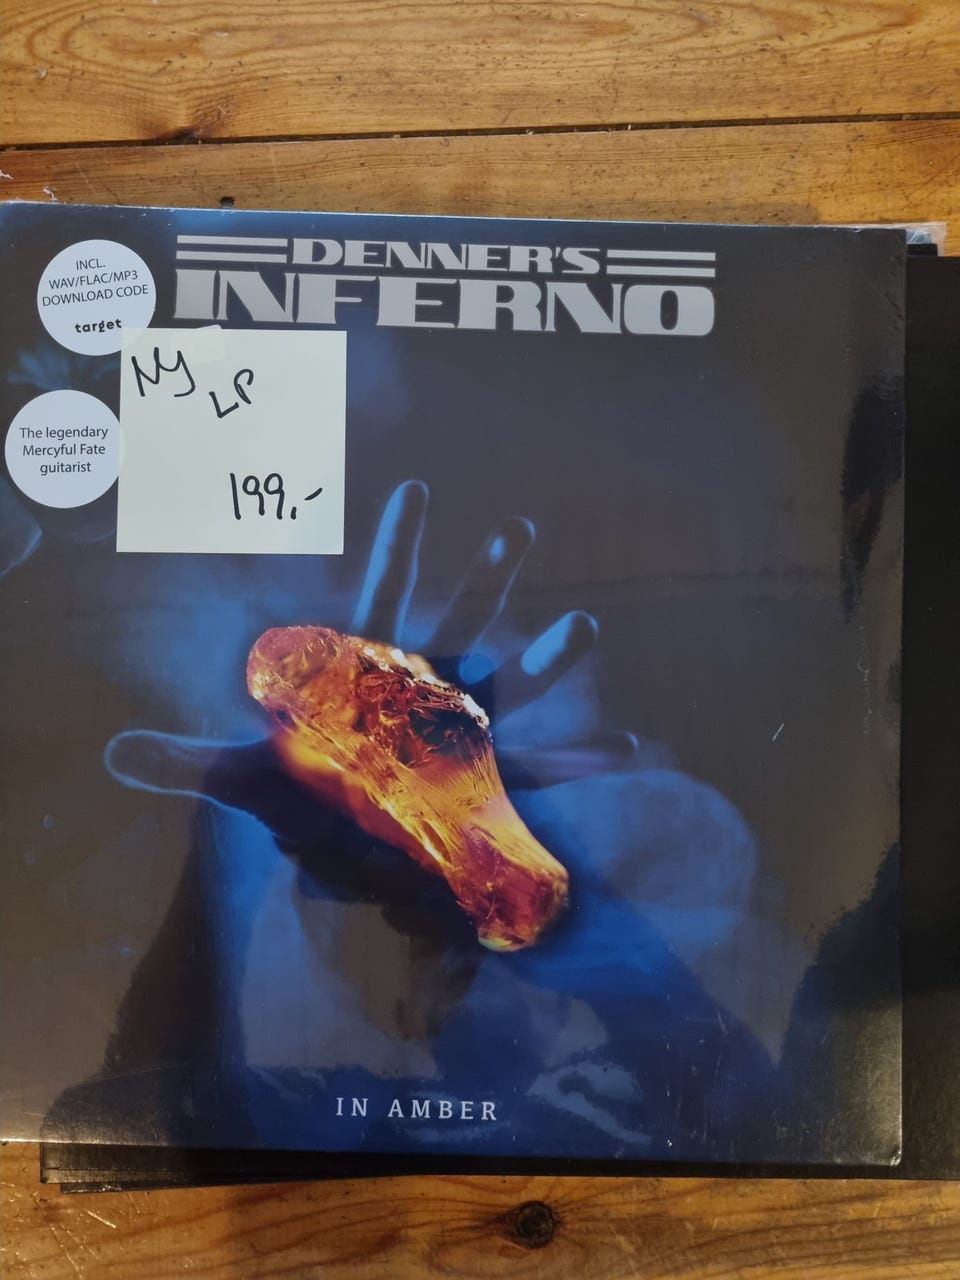 DENNER'S
INFERNO
INCL.
WAV/FLAC/MP3
DOWNLOAD CODE
target
NY
LP
199,-
The legendary
Mercyful Fate
guitarist
IN AMBER